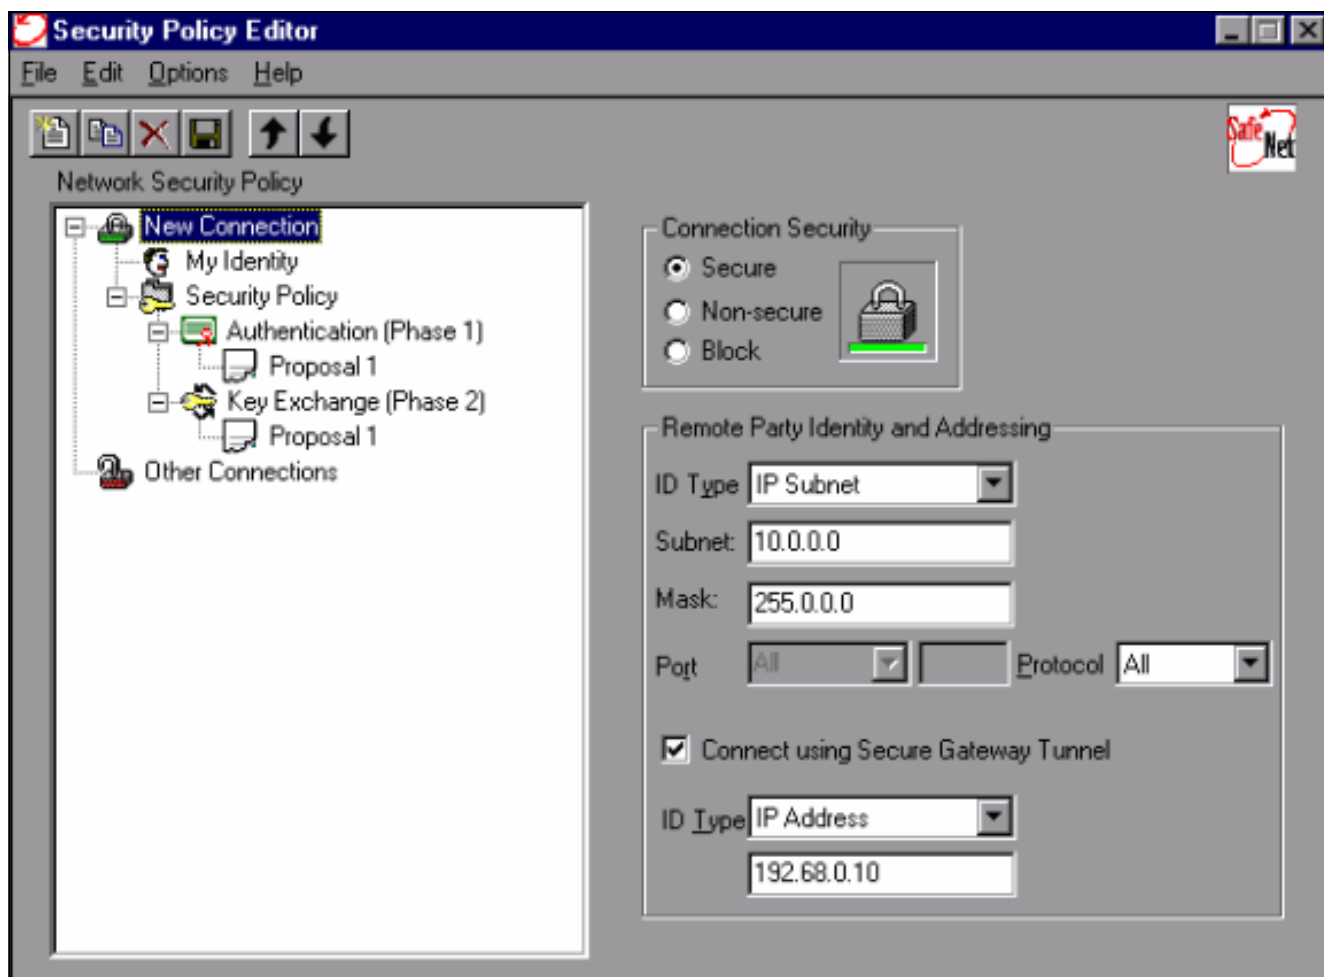 Security Policy Editor
File Edit Options Help
Safe Net
Network Security Policy
New Connection
My Identity
Security Policy
Authentication (Phase 1)
Proposal 1
Key Exchange (Phase 2)
Proposal 1
Other Connections
Connection Security
Secure
Non-secure
Block
Remote Party Identity and Addressing
ID Type IP Subnet
Subnet: 10.0.0.0
Mask: 255.0.0.0
Port All Protocol All
Connect using Secure Gateway Tunnel
ID Type IP Address
192.68.0.10